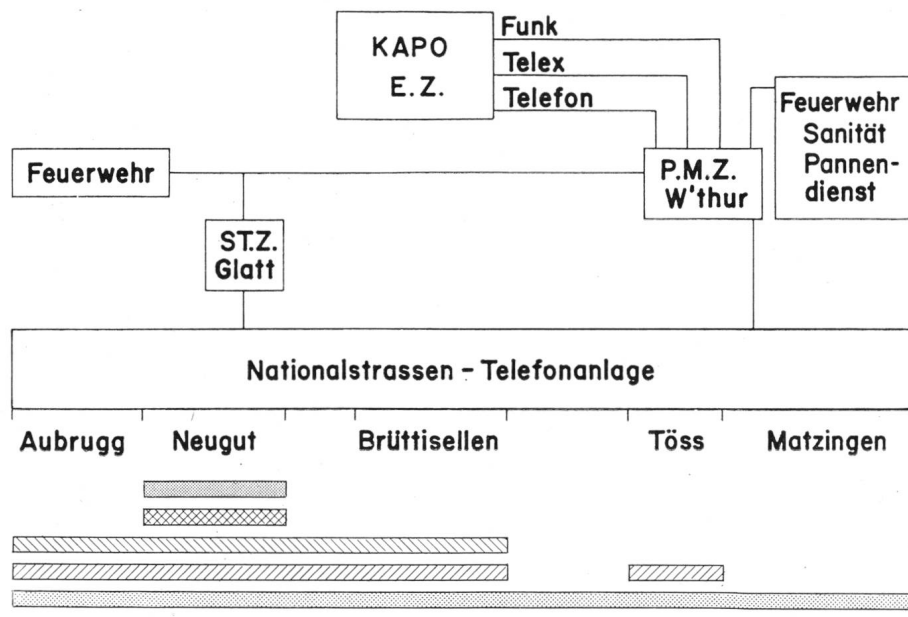 KAPO
E.Z.
Funk
Telex
Telefon
Feuerwehr
Sanität
Pannen-
dienst
Feuerwehr
P.M.Z.
W'thur
ST.Z.
Glatt
Nationalstrassen - Telefonanlage
Aubrugg Neugut Brüttisellen Töss Matzingen